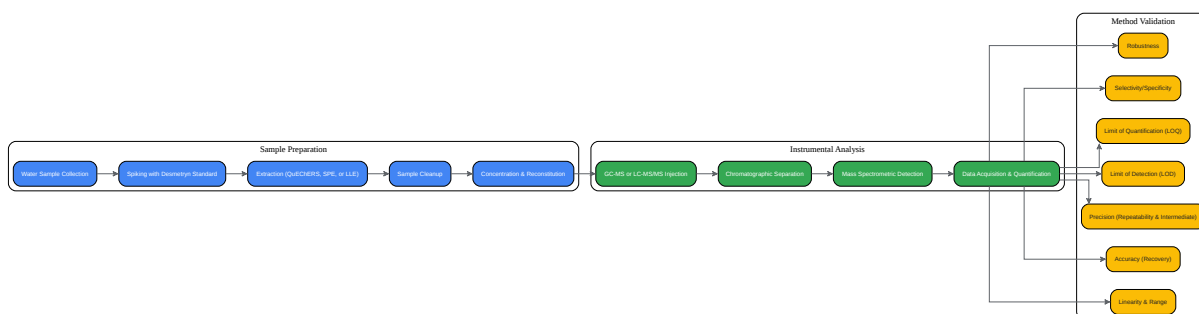 Method Validation
Robustness
Selectivity/Specificity
Limit of Quantification (LOQ)
Sample Preparation
Instrumental Analysis
Water Sample Collection
Spiking with Desmetryn Standard
Extraction (QuEChERS, SPE, or LLE)
Sample Cleanup
Concentration & Reconstitution
GC-MS or LC-MS/MS Injection
Chromatographic Separation
Mass Spectrometric Detection
Data Acquisition & Quantification
Limit of Detection (LOD)
Precision (Repeatability & Intermediate)
Accuracy (Recovery)
Linearity & Range